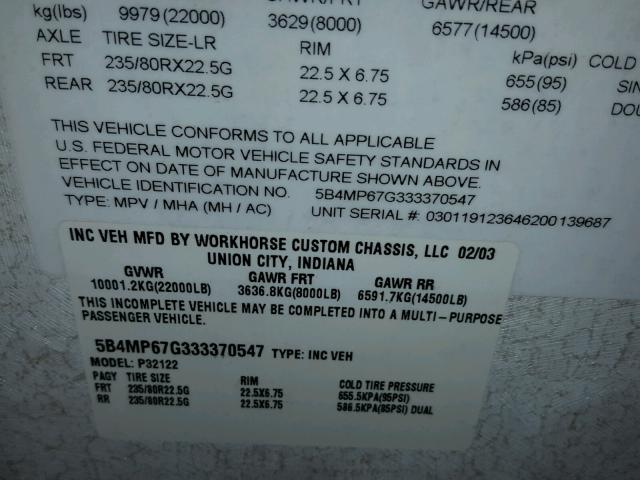 GAWR/REAR
kg(lbs) 9979(22000) 3629(8000) 6577(14500)
AXLE TIRE SIZE-LR RIM kPa(psi) COLD
FRT 235/80RX22.5G 22.5 X 6.75 655(95) SIN
REAR 235/80RX22.5G 22.5 X 6.75 586(85) DOU
THIS VEHICLE CONFORMS TO ALL APPLICABLE
U.S. FEDERAL MOTOR VEHICLE SAFETY STANDARDS IN
EFFECT ON DATE OF MANUFACTURE SHOWN ABOVE.
VEHICLE IDENTIFICATION NO. 5B4MP67G333370547
TYPE: MPV / MHA (MH / AC) UNIT SERIAL #: 030119123646200139687
INC VEH MFD BY WORKHORSE CUSTOM CHASSIS, LLC 02/03
UNION CITY, INDIANA
GVWR GAWR FRT GAWR RR
10001.2KG(22000LB) 3636.8KG(8000LB) 6591.7KG(14500LB)
THIS INCOMPLETE VEHICLE MAY BE COMPLETED INTO A MULTI-PURPOSE
PASSENGER VEHICLE.
5B4MP67G333370547 TYPE: INC VEH
MODEL: P32122
PAGY TIRE SIZE RIM COLD TIRE PRESSURE
FRT 235/80R22.5G 22.5X6.75 655.5KPA(95PSI)
RR 235/80R22.5G 22.5X6.75 586.5KPA(85PSI) DUAL